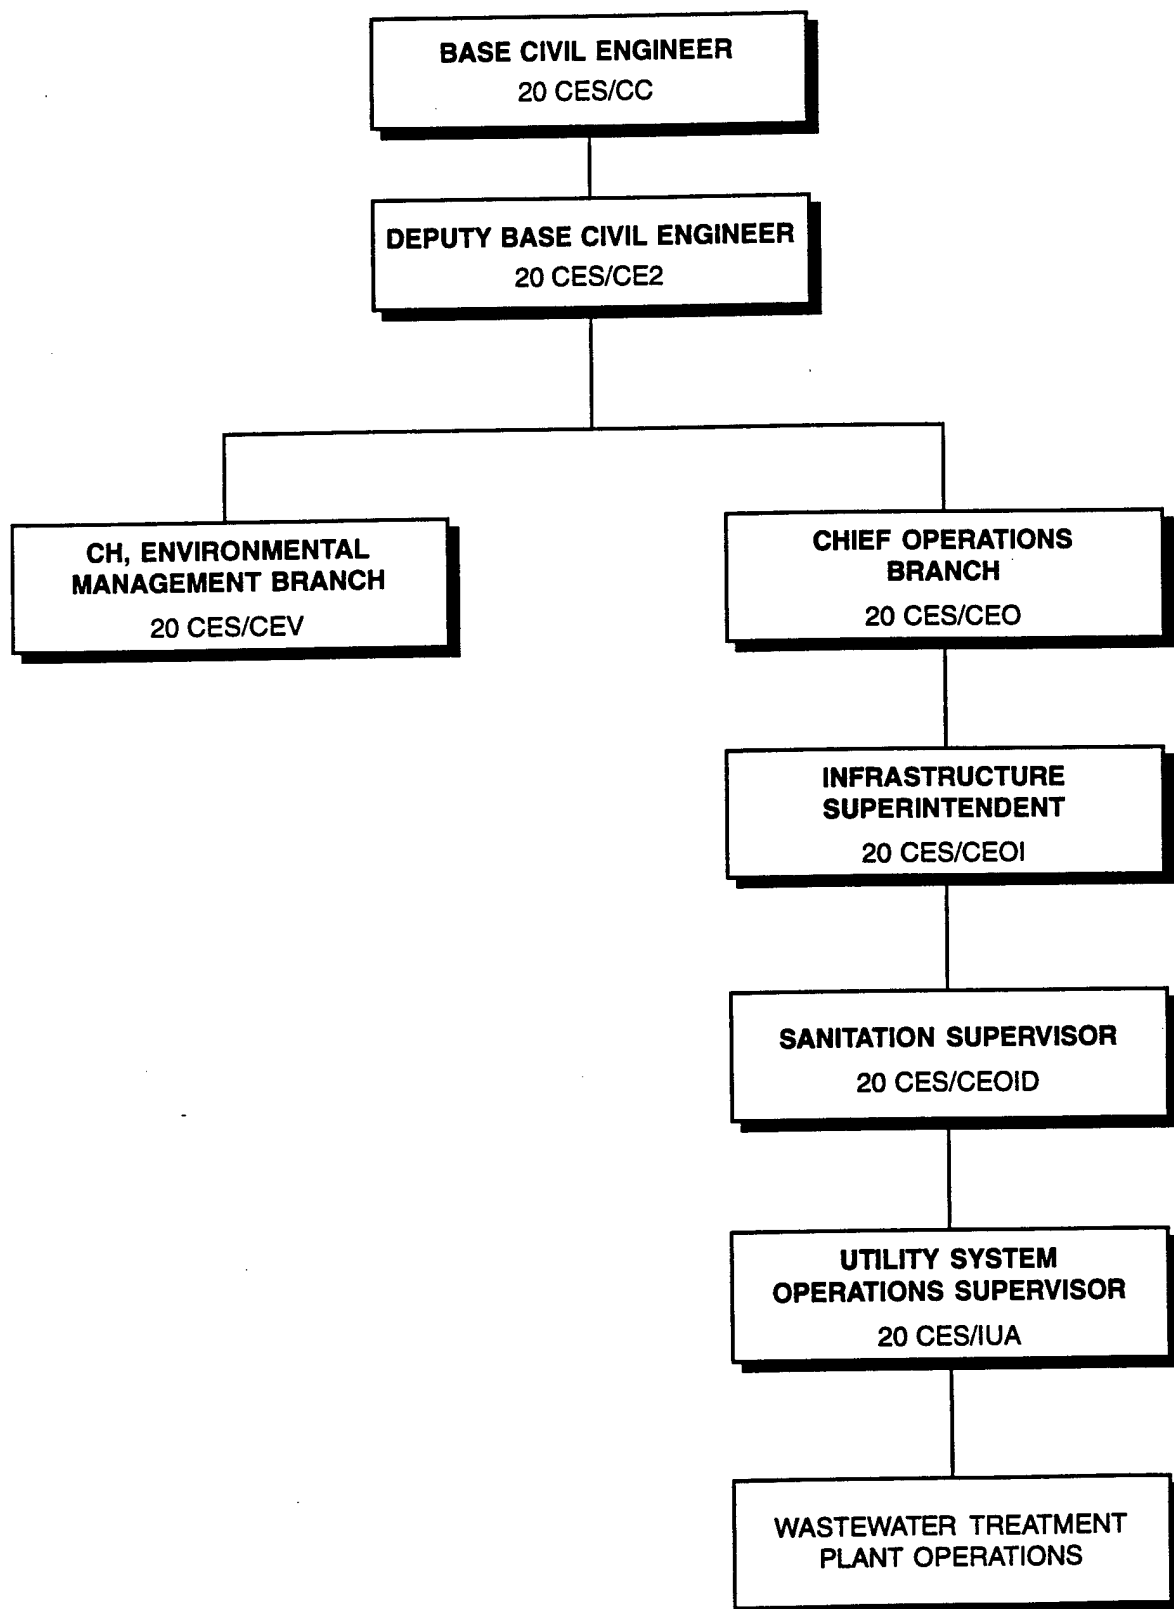 BASE CIVIL ENGINEER
20 CES/CC
DEPUTY BASE CIVIL ENGINEER
20 CES/CE2
CH, ENVIRONMENTAL
MANAGEMENT BRANCH
20 CES/CEV
CHIEF OPERATIONS
BRANCH
20 CES/CEO
INFRASTRUCTURE
SUPERINTENDENT
20 CES/CEOI
SANITATION SUPERVISOR
20 CES/CEOID
UTILITY SYSTEM
OPERATIONS SUPERVISOR
20 CES/IUA
WASTEWATER TREATMENT
PLANT OPERATIONS